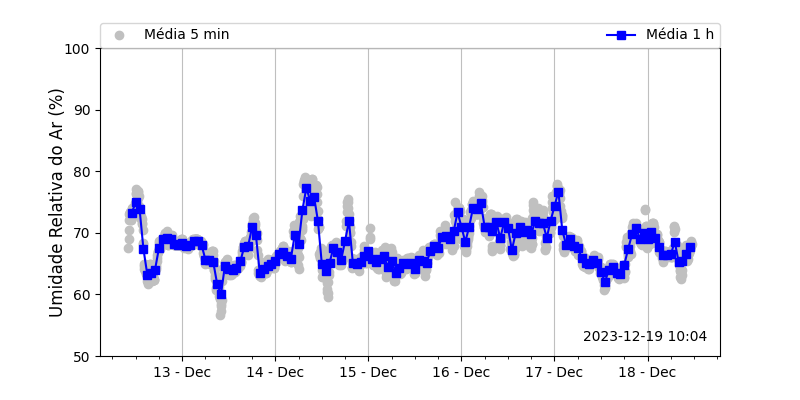 Média 5 min
Média 1 h
100
90
80
70
60
50
Umidade Relativa do Ar (%)
2023-12-19 10:04
13 - Dec
14 - Dec
15 - Dec
16 - Dec
17 - Dec
18 - Dec